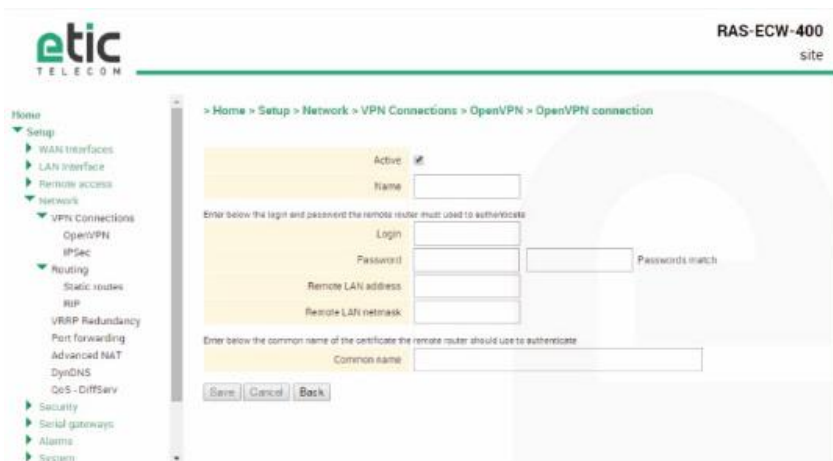 etic
TELECOM
RAS-ECW-400
site
Home
Setup
WAN Interfaces
LAN Interface
Remote access
Network
VPN Connections
OpenVPN
IPSec
Routing
Static routes
RIP
VRRP Redundancy
Port forwarding
Advanced NAT
DynDNS
QoS - DiffServ
Security
Serial gateways
Alarms
System
> Home > Setup > Network > VPN Connections > OpenVPN > OpenVPN connection
Active
Name
Enter below the login and password the remote router must used to authenticate
Login
Password Passwords match
Remote LAN address
Remote LAN netmask
Enter below the common name of the certificate the remote router should use to authenticate
Common name
Save Cancel Back